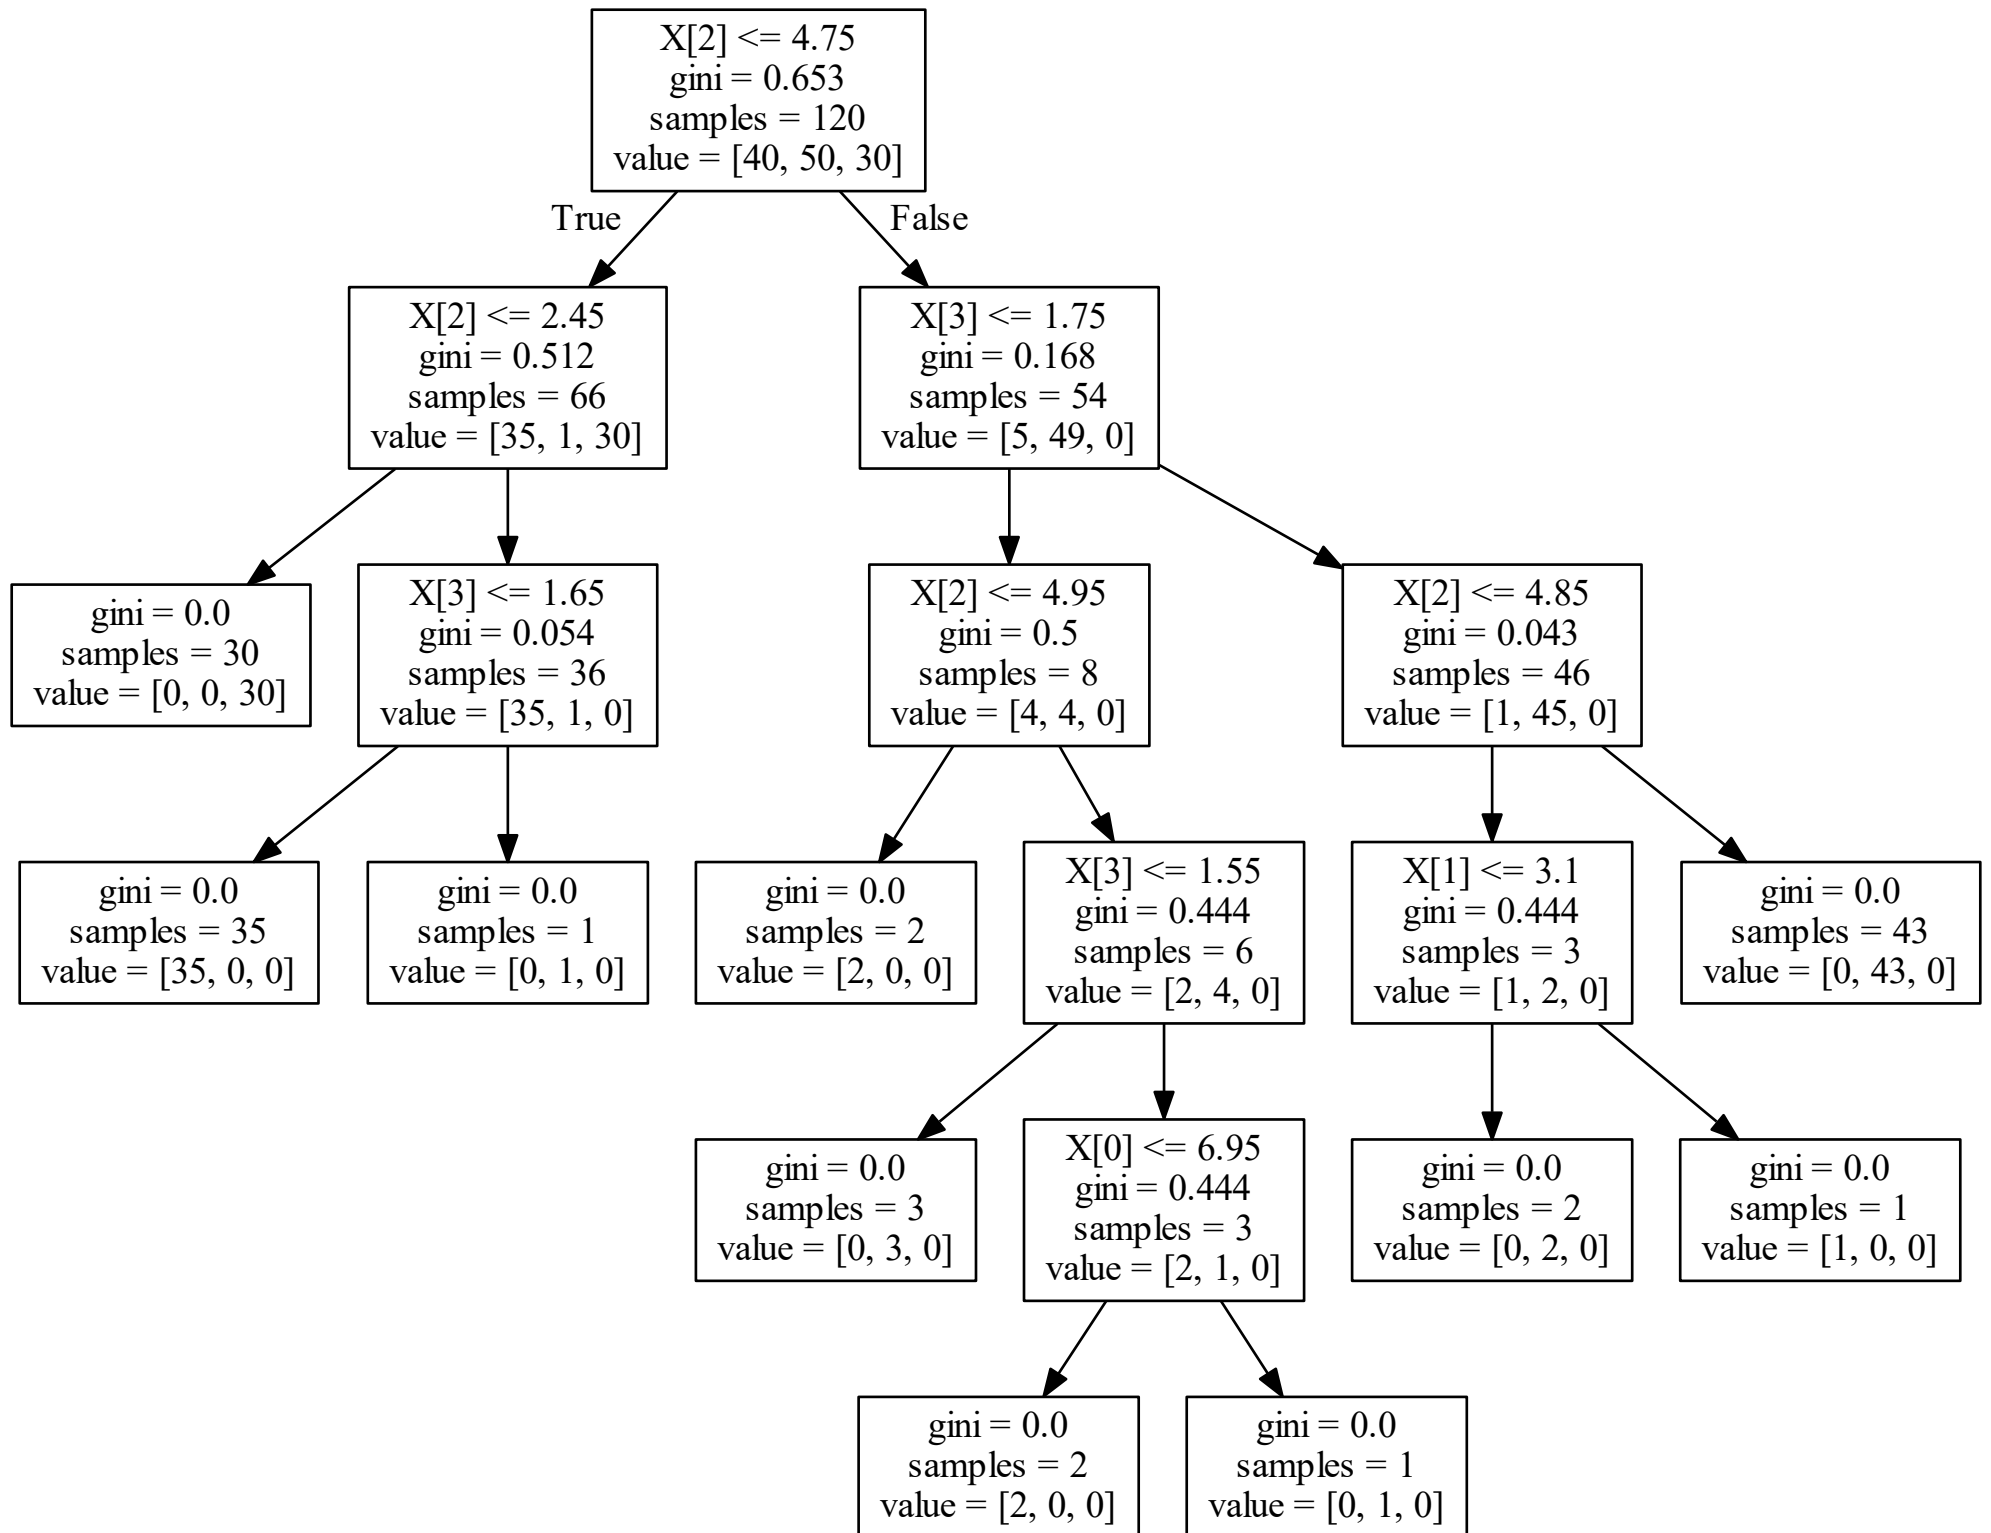 X[2] <= 4.75
gini = 0.653
samples = 120
value = [40, 50, 30]
True
False
X[2] <= 2.45
gini = 0.512
samples = 66
value = [35, 1, 30]
X[3] <= 1.75
gini = 0.168
samples = 54
value = [5, 49, 0]
gini = 0.0
samples = 30
value = [0, 0, 30]
X[3] <= 1.65
gini = 0.054
samples = 36
value = [35, 1, 0]
X[2] <= 4.95
gini = 0.5
samples = 8
value = [4, 4, 0]
X[2] <= 4.85
gini = 0.043
samples = 46
value = [1, 45, 0]
gini = 0.0
samples = 35
value = [35, 0, 0]
gini = 0.0
samples = 1
value = [0, 1, 0]
gini = 0.0
samples = 2
value = [2, 0, 0]
X[3] <= 1.55
gini = 0.444
samples = 6
value = [2, 4, 0]
X[1] <= 3.1
gini = 0.444
samples = 3
value = [1, 2, 0]
gini = 0.0
samples = 43
value = [0, 43, 0]
gini = 0.0
samples = 3
value = [0, 3, 0]
X[0] <= 6.95
gini = 0.444
samples = 3
value = [2, 1, 0]
gini = 0.0
samples = 2
value = [0, 2, 0]
gini = 0.0
samples = 1
value = [1, 0, 0]
gini = 0.0
samples = 2
value = [2, 0, 0]
gini = 0.0
samples = 1
value = [0, 1, 0]